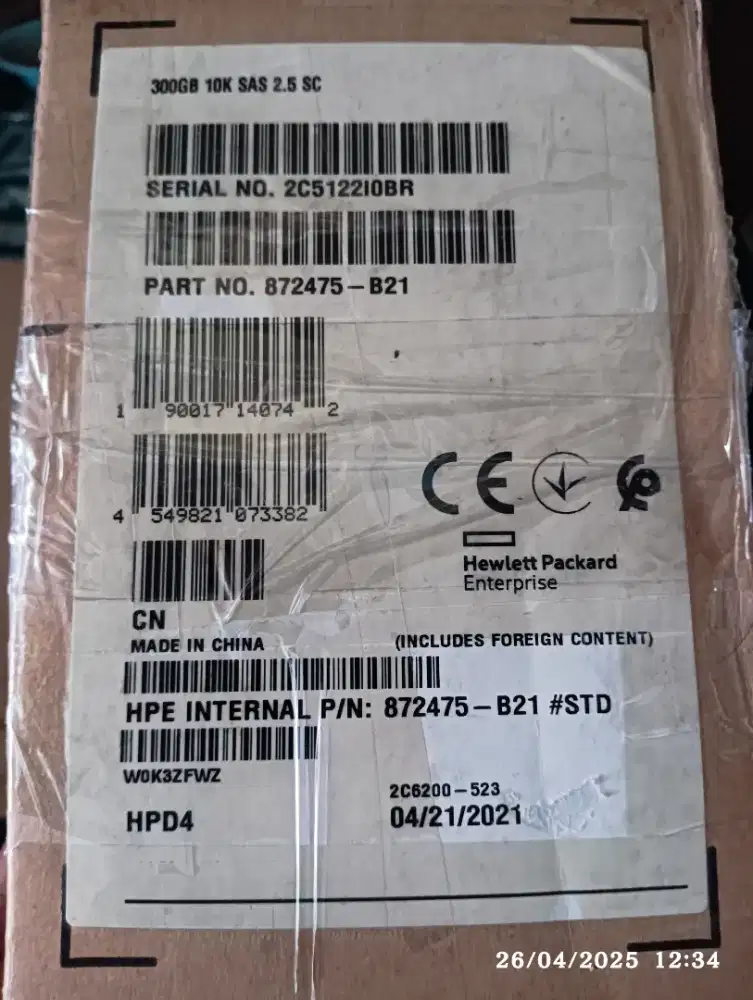 300GB 10K SAS 2.5 SC
SERIAL NO. 2C5122I0BR
PART NO. 872475-B21
1 90017 14074 2
4 549821 073382
CE
Hewlett Packard
Enterprise
CN
MADE IN CHINA (INCLUDES FOREIGN CONTENT)
HPE INTERNAL P/N: 872475-B21 #STD
W0K3ZFWZ
2C6200-523
HPD4 04/21/2021
26/04/2025 12:34